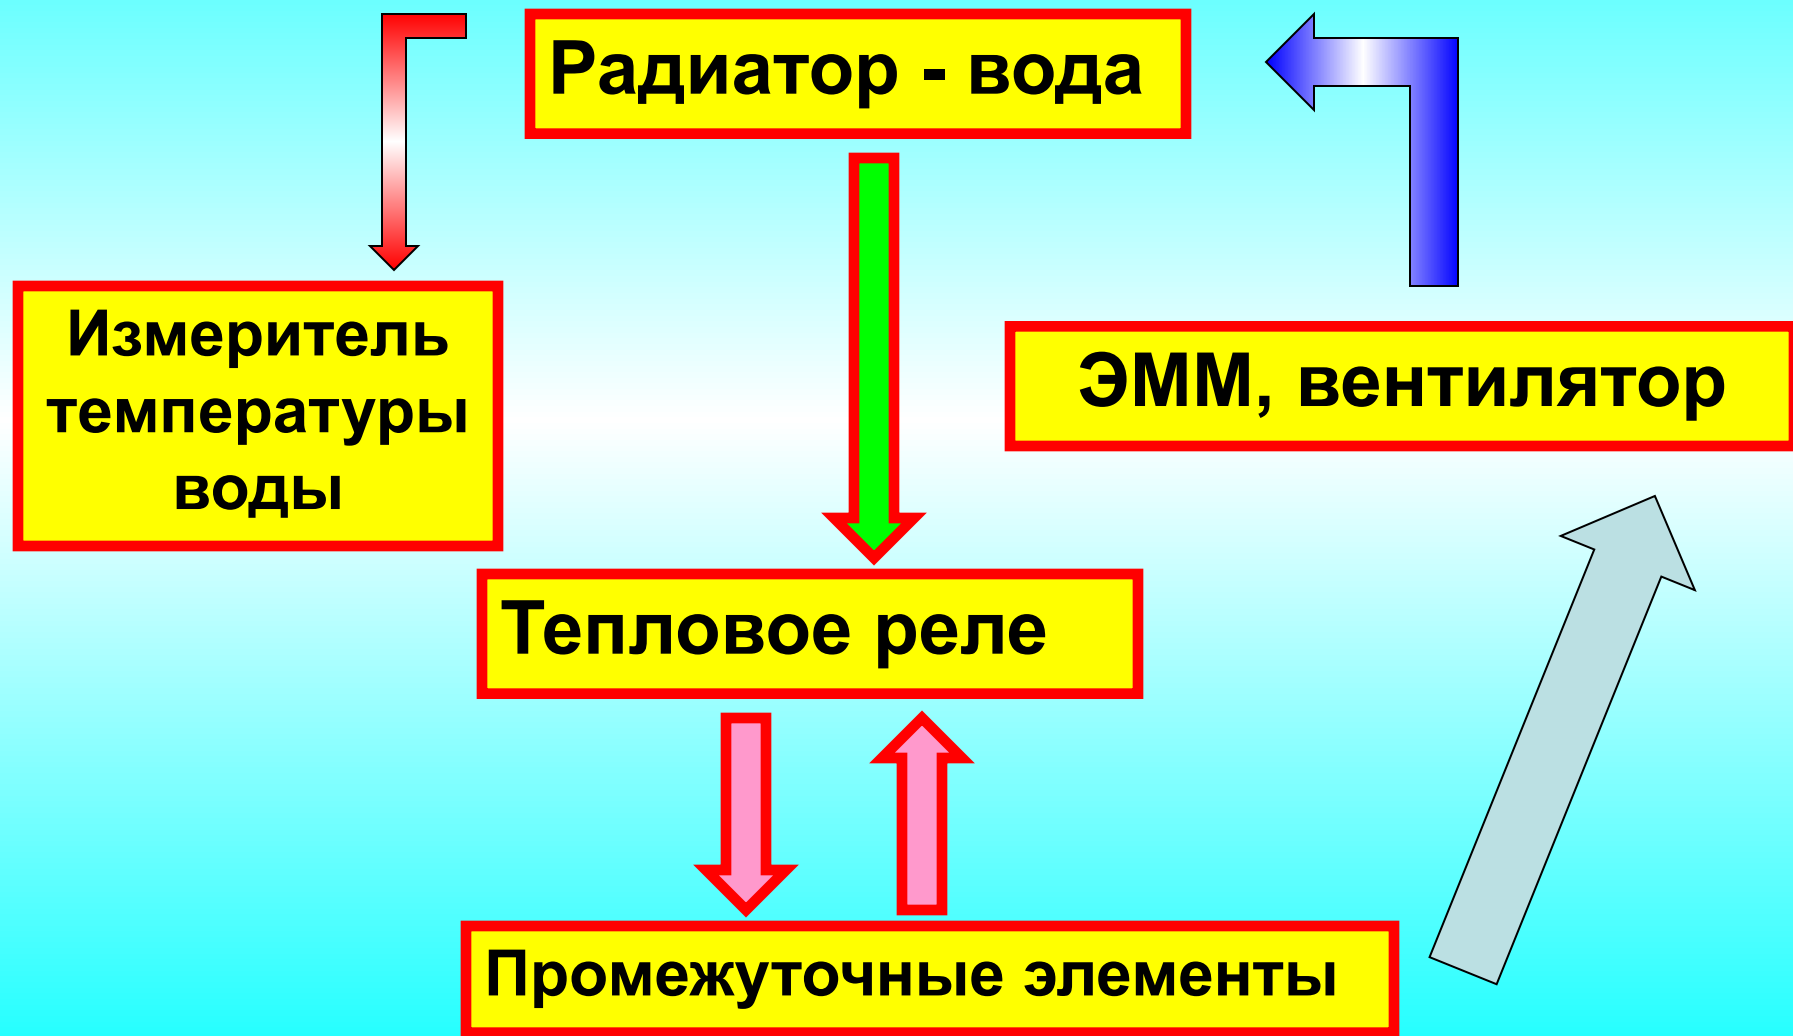 Радиатор - вода
Измеритель
температуры
воды
ЭММ, вентилятор
Тепловое реле
Промежуточные элементы